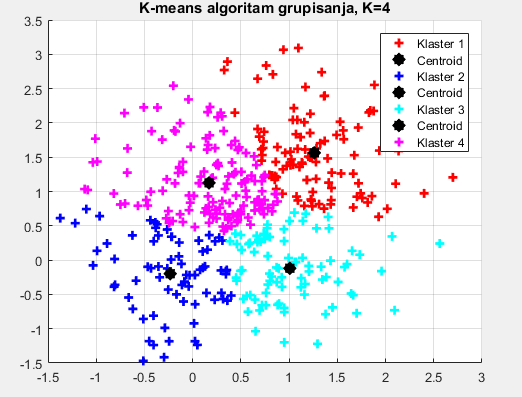 K-means algoritam grupisanja, K=4
3.5
3
2.5
2
1.5
1
0.5
0
-0.5
-1
-1.5
-1.5
-1
-0.5
0
0.5
1
1.5
2
2.5
3
Klaster 1
Centroid
Klaster 2
Centroid
Klaster 3
Centroid
Klaster 4